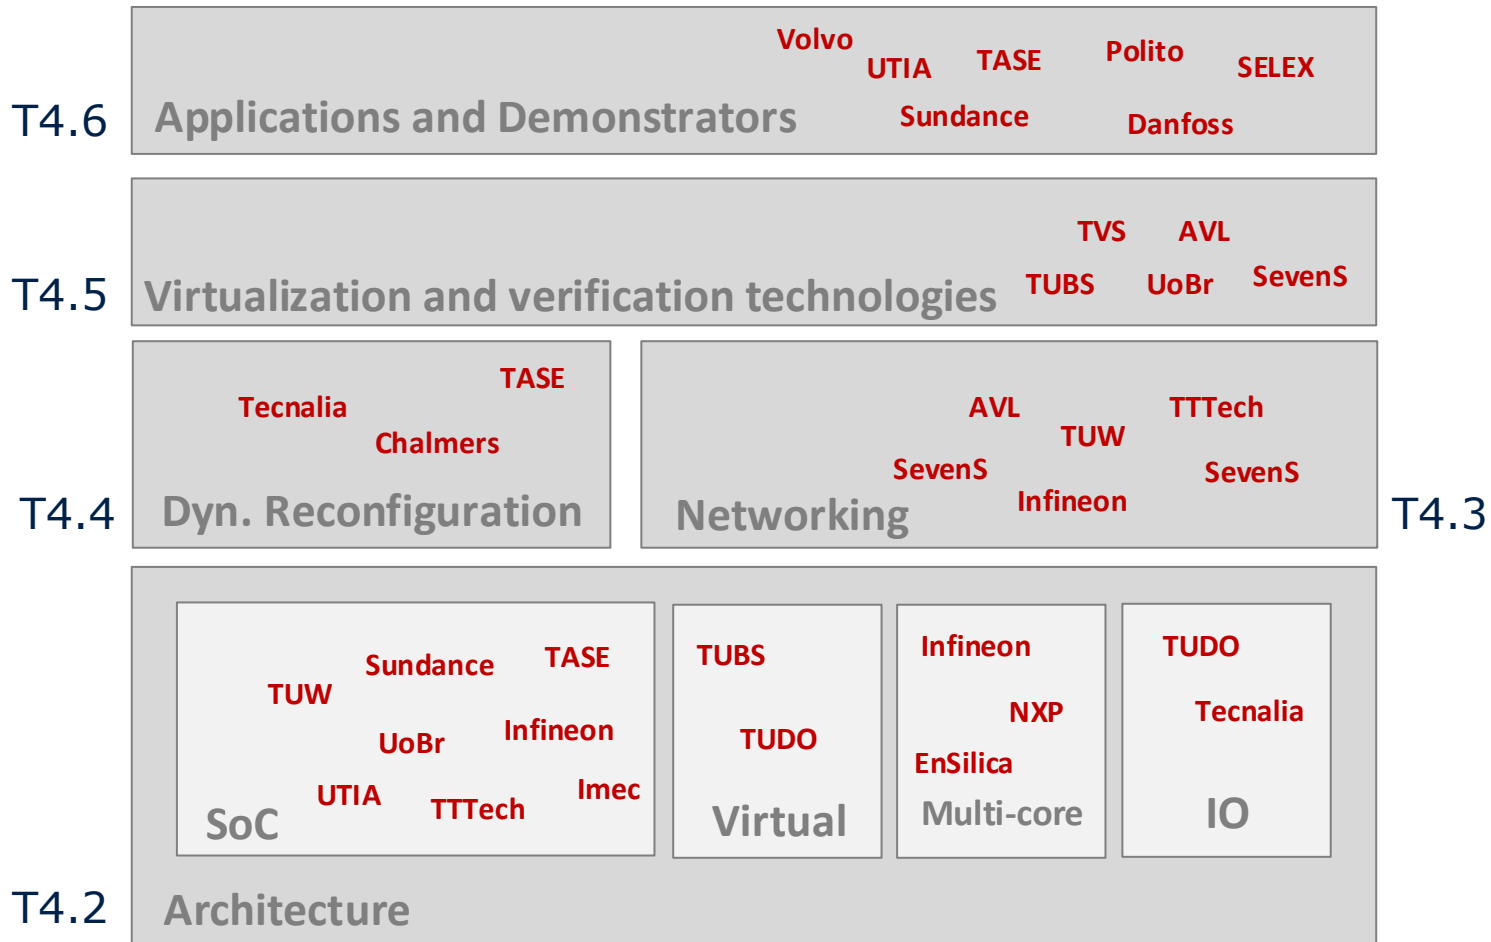 Volvo
UTIA
TASE
Polito
SELEX
T4.6
Applications and Demonstrators
Sundance
Danfoss
TVS
AVL
T4.5
Virtualization and verification technologies
TUBS
UoBr
SevenS
TASE
Tecnalia
Chalmers
T4.4
Dyn. Reconfiguration
AVL
TTTech
TUW
SevenS
SevenS
Infineon
Networking
T4.3
Sundance
TASE
TUW
UoBr
Infineon
UTIA
TTTech
Imec
SoC
TUBS
TUDO
Virtual
Infineon
NXP
EnSilica
Multi-core
TUDO
Tecnalia
IO
T4.2
Architecture